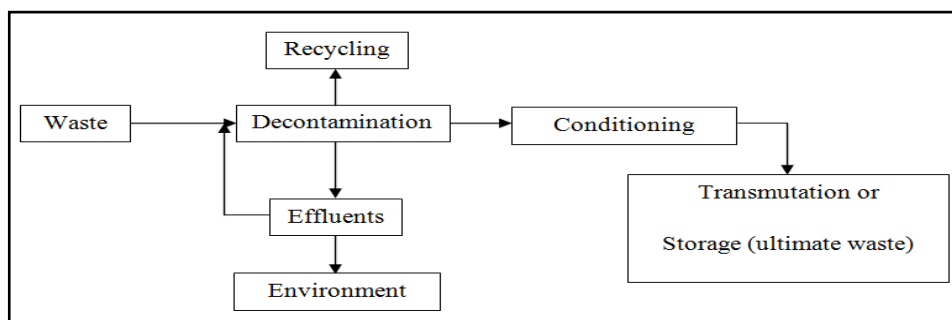 Recycling
Waste
Decontamination
Conditioning
Transmutation or
Storage (ultimate waste)
Effluents
Environment